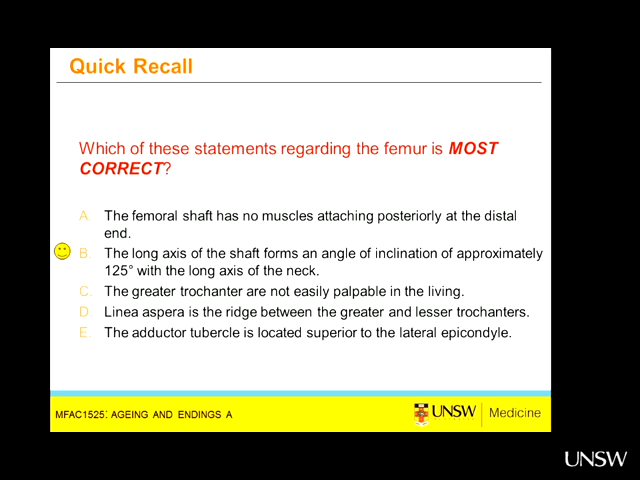 Quick Recall
Which of these statements regarding the femur is MOST
CORRECT?
A. The femoral shaft has no muscles attaching posteriorly at the distal
end.
B. The long axis of the shaft forms an angle of inclination of approximately
125° with the long axis of the neck.
C. The greater trochanter are not easily palpable in the living.
D. Linea aspera is the ridge between the greater and lesser trochanters.
E. The adductor tubercle is located superior to the lateral epicondyle.
MFAC1525: AGEING AND ENDINGS A
UNSW Medicine
UNSW